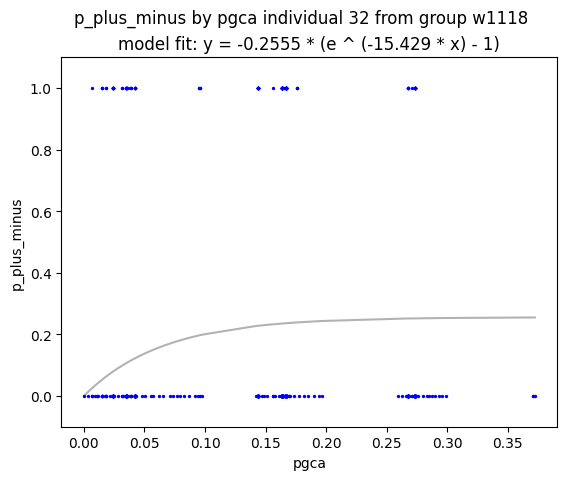 p_plus_minus by pgca individual 32 from group w1118
model fit: y = -0.2555 * (e ^ (-15.429 * x) - 1)
1.0
0.8
0.6
0.4
0.2
0.0
p_plus_minus
0.00 0.05 0.10 0.15 0.20 0.25 0.30 0.35
pgca